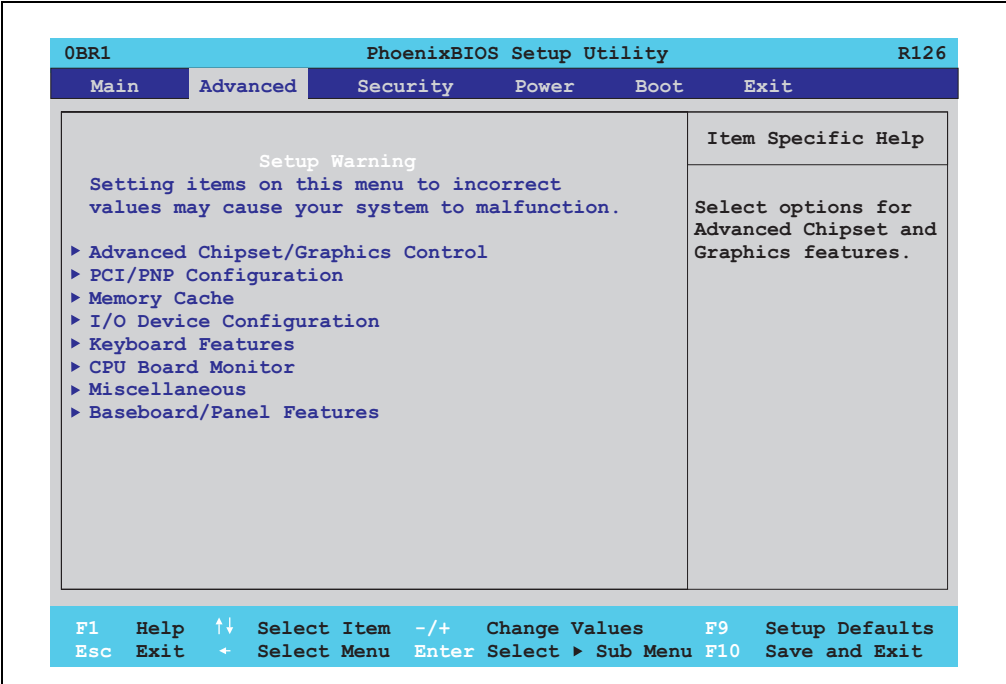 0BR1 PhoenixBIOS Setup Utility R126
Main Advanced Security Power Boot Exit
Setup Warning
Setting items on this menu to incorrect
values may cause your system to malfunction.
▶ Advanced Chipset/Graphics Control
▶ PCI/PNP Configuration
▶ Memory Cache
▶ I/O Device Configuration
▶ Keyboard Features
▶ CPU Board Monitor
▶ Miscellaneous
▶ Baseboard/Panel Features
Item Specific Help
Select options for
Advanced Chipset and
Graphics features.
F1 Help ↑↓ Select Item -/+ Change Values F9 Setup Defaults
Esc Exit ← Select Menu Enter Select ▶ Sub Menu F10 Save and Exit